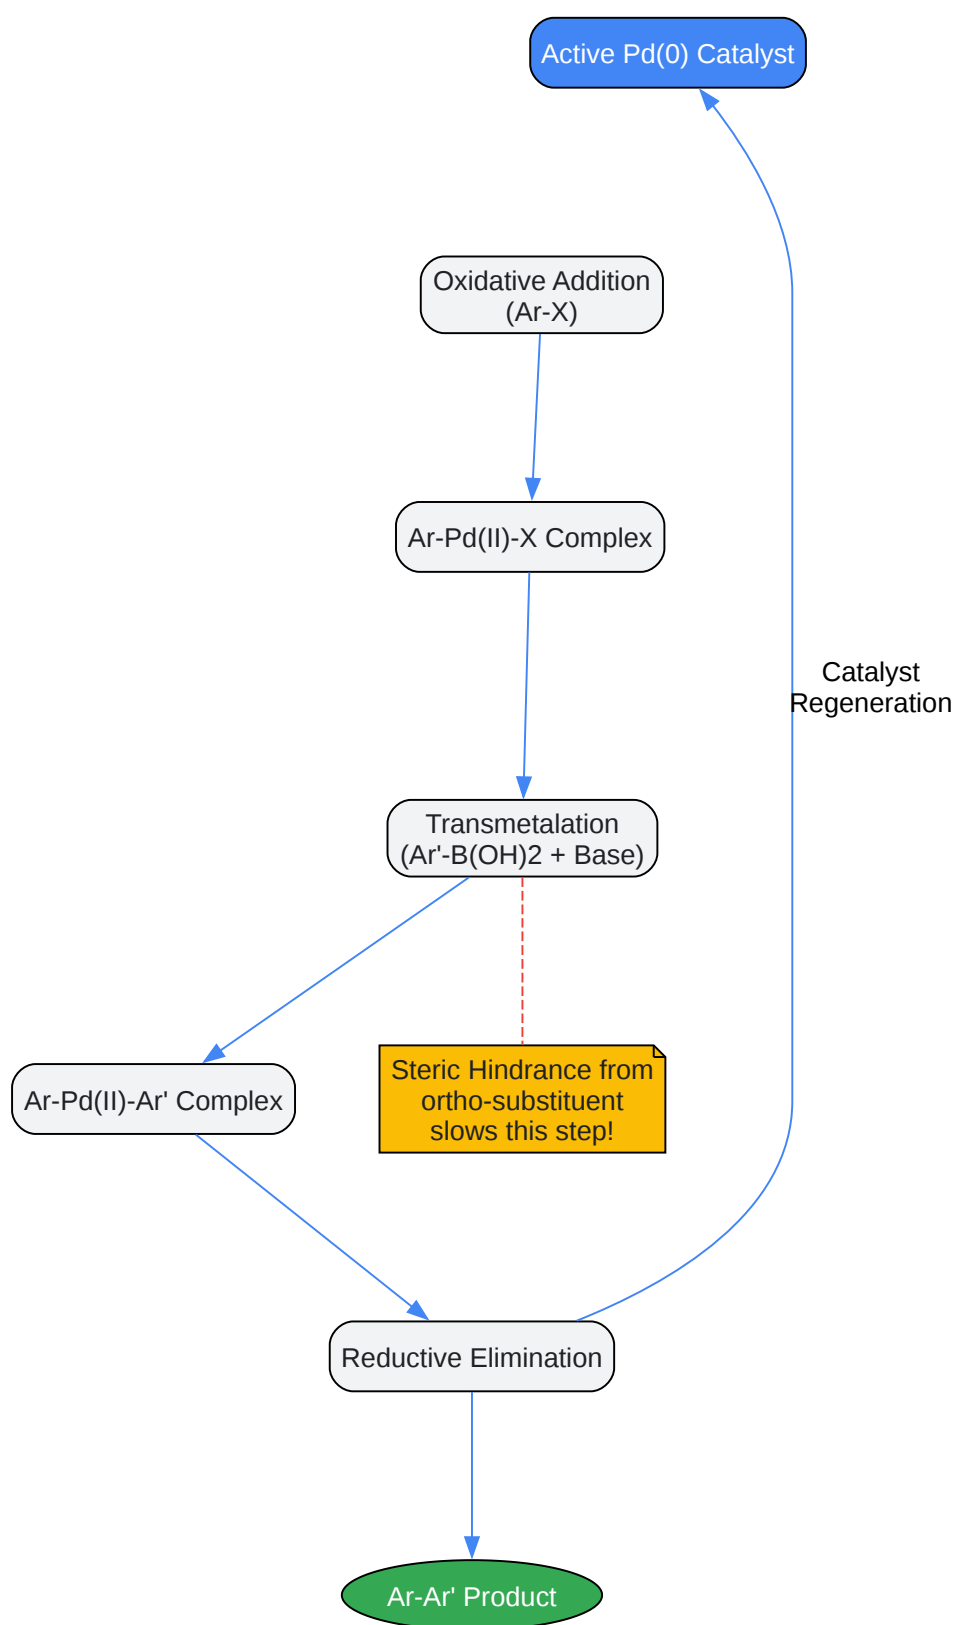 Active Pd(0) Catalyst
Oxidative Addition
(Ar-X)
Ar-Pd(II)-X Complex
Catalyst
Regeneration
Transmetalation
(Ar'-B(OH)2 + Base)
Ar-Pd(II)-Ar' Complex
Steric Hindrance from
ortho-substituent
slows this step!
Reductive Elimination
Ar-Ar' Product